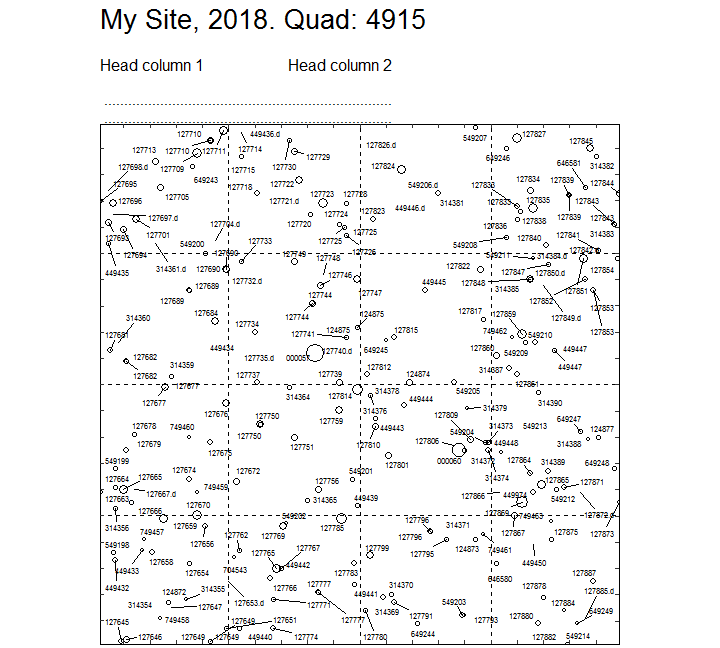 My Site, 2018. Quad: 4915
Head column 1 Head column 2
127710 449436.d 549207 127827
127713 127710 127711 127714 127826.d 127845
127729 649246
127698.d 127709 127715 127730 127824 646581 314382
127695 649243 127718 127722 549206.d 127833 127834 127839 127844
127696 127705 127721.d 127723 127728 314381 127835 127843
127697.d 127724 127823 449446.d 127838 127839 127843
127693 127701 127704.d 127720 127725 127836
127694 549200 127733 127725 549208 127840 127841 314383
449435 314361.d 127690 127732.d 127749 127748 127726 127822 127847 314384.d 127850.d 127842 127854
127689 127746 449445 127848 314385 127851
127689 127744 127747 127852 127853
314360 127684 127744 127817 127859 127849.d
127681 127734 127741 124875 124875 127815 749462 549210 127853
127682 449434 127735.d 000057 127740.d 649245 127860 549209 449447
127682 314359 127812 314387 449447
127677 127737 127739 124874 549205 127861
127677 314364 127814 314378 449444 314390
127676 127759 314376 127809 314379 649247
127678 749460 127750 449443 549204 314373 549213 124877
127679 127675 127750 127751 127810 127806 449448 314388
549199 127801 000060 314372 127864 649248
127664 127665 127674 127672 549201 314374 314389
127667.d 749459 127756 127865 127871
127663 127670 314365 449439 127866 449974 549212
127666 549202 127869 749463 127872.d
314356 749457 127659 127762 127769 127785 127796 314371 127867 127875 127873
549198 127656 127796
127658 127765 127767 127799 127795 124873 749461
449433 127654 704543 449442 127783 449450
449432 124872 314355 127766 127777 449441 314370 646580 127878 127887
314354 127647 127653.d 127771 314369 127885.d
127645 749458 127651 127777 127791 549203 127793 127884 549249
127646 127649 127649 449440 127774 127780 649244 127880 127882 549214